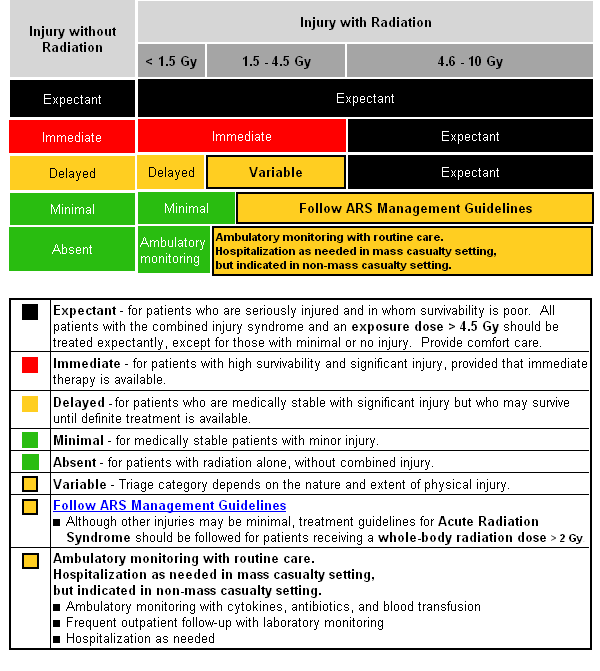 Injury without
Radiation
Injury with Radiation
< 1.5 Gy
1.5 - 4.5 Gy
4.6 - 10 Gy
Expectant
Expectant
Immediate
Immediate
Expectant
Delayed
Delayed
Variable
Expectant
Minimal
Minimal
Follow ARS Management Guidelines
Absent
Ambulatory
monitoring
Ambulatory monitoring with routine care.
Hospitalization as needed in mass casualty setting,
but indicated in non-mass casualty setting.
Expectant - for patients who are seriously injured and in whom survivability is poor. All
patients with the combined injury syndrome and an exposure dose > 4.5 Gy should be
treated expectantly, except for those with minimal or no injury. Provide comfort care.
Immediate - for patients with high survivability and significant injury, provided that immediate
therapy is available.
Delayed -for patients who are medically stable with significant injury but who may survive
until definite treatment is available.
Minimal - for medically stable patients with minor injury.
Absent - for patients with radiation alone, without combined injury.
Variable - Triage category depends on the nature and extent of physical injury.
Follow ARS Management Guidelines
■ Although other injuries may be minimal, treatment guidelines for Acute Radiation
Syndrome should be followed for patients receiving a whole-body radiation dose > 2 Gy
Ambulatory monitoring with routine care.
Hospitalization as needed in mass casualty setting,
but indicated in non-mass casualty setting.
■ Ambulatory monitoring with cytokines, antibiotics, and blood transfusion
■ Frequent outpatient follow-up with laboratory monitoring
■ Hospitalization as needed